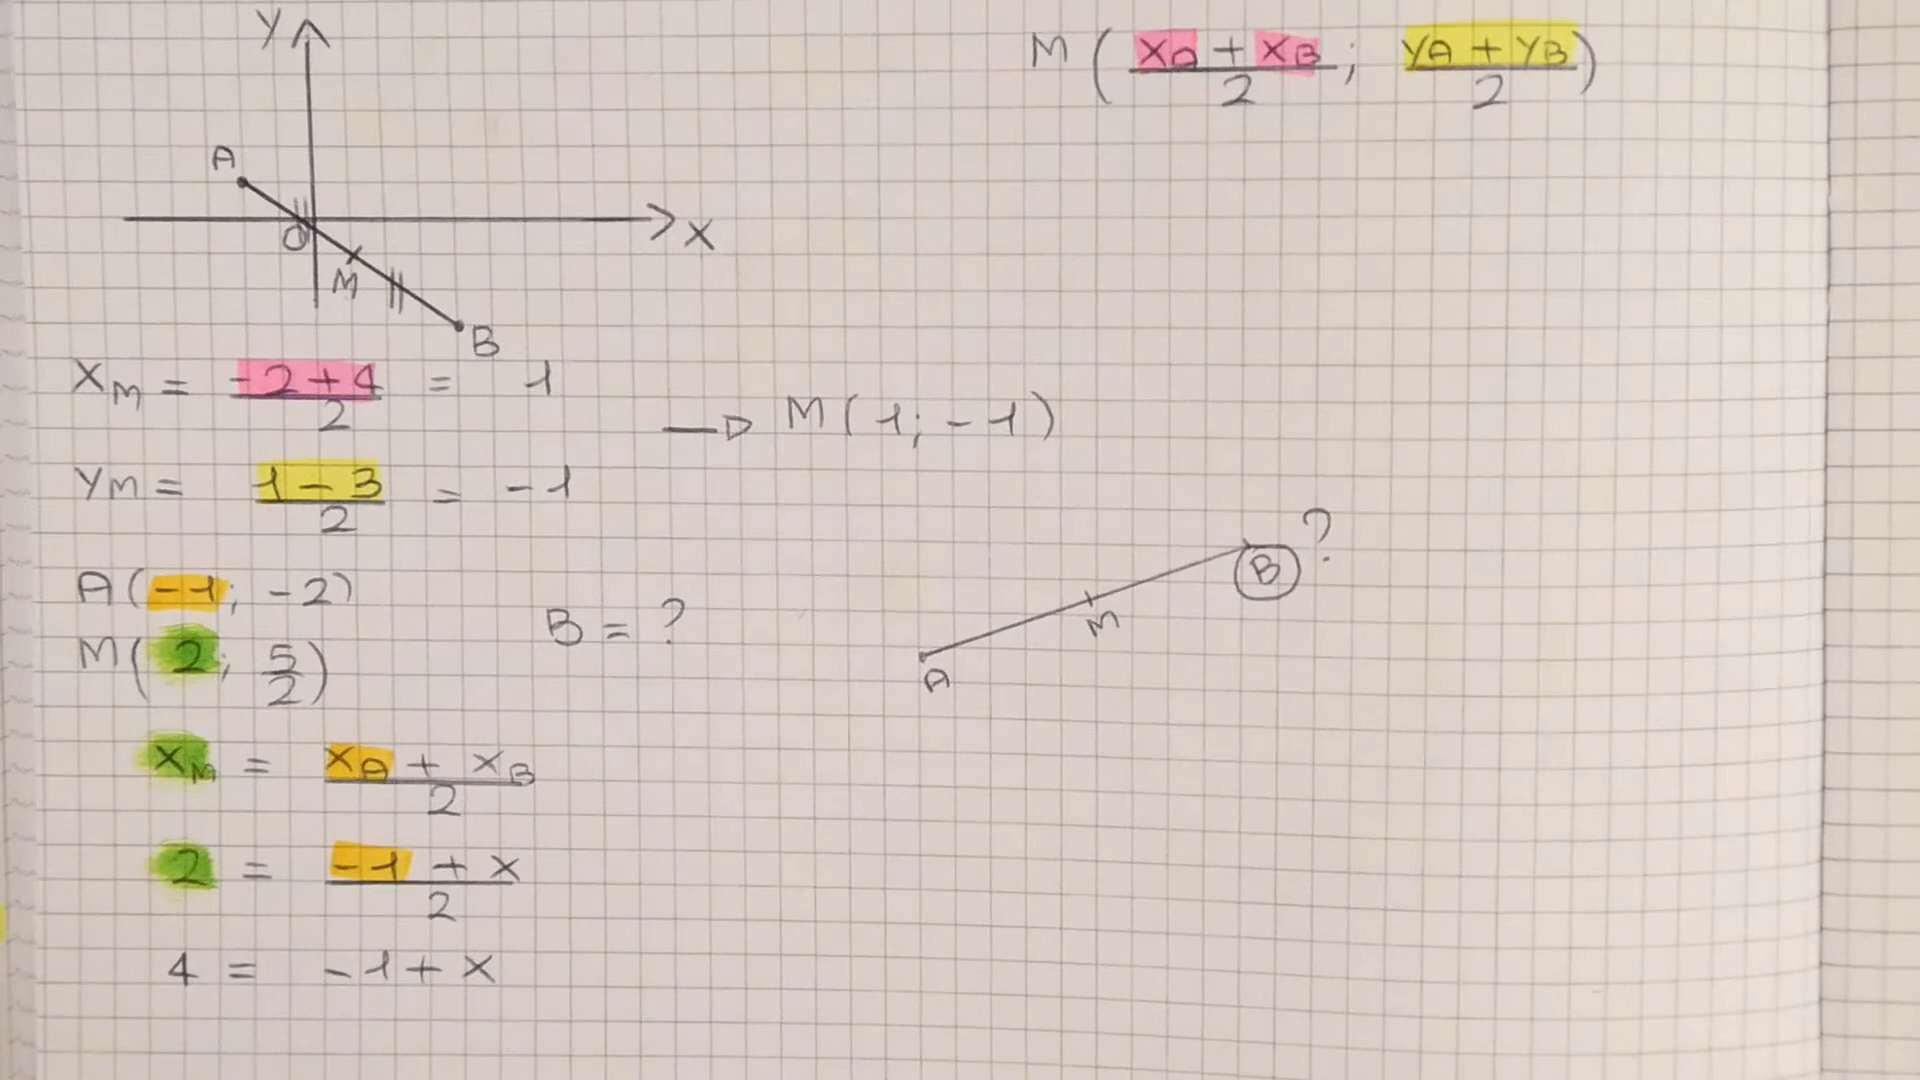 Y
M ( (xA + xB)/2 ; (yA + yB)/2 )
A
O
X
M
B
xM = (-2+4)/2 = 1
→ M(1; -1)
yM = (1-3)/2 = -1
A(-1; -2)
M(2; 5/2)
B = ?
A
M
B ?
xM = (xA + xB)/2
2 = (-1 + x)/2
4 = -1 + x